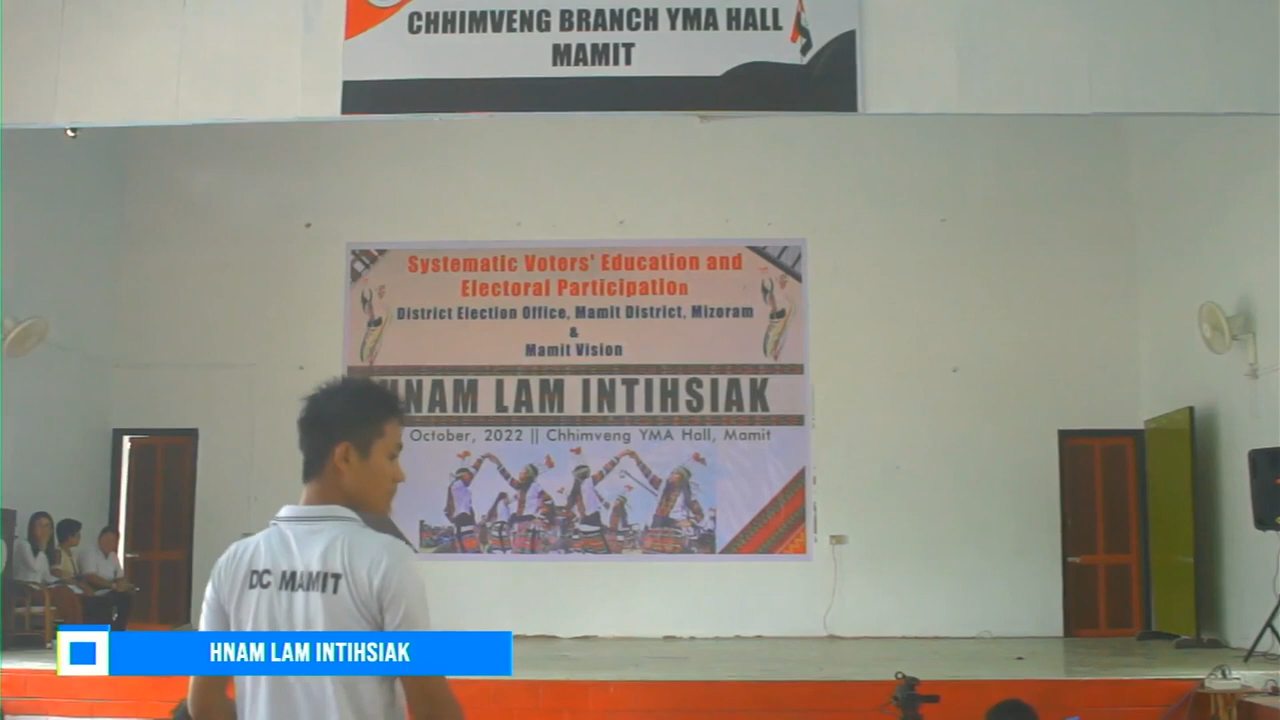 CHHIMVENG BRANCH YMA HALL
MAMIT
Systematic Voters' Education and
Electoral Participation
District Election Office, Mamit District, Mizoram
&
Mamit Vision
HNAM LAM INTIHSIAK
October, 2022 || Chhimveng YMA Hall, Mamit
DC MAMIT
HNAM LAM INTIHSIAK